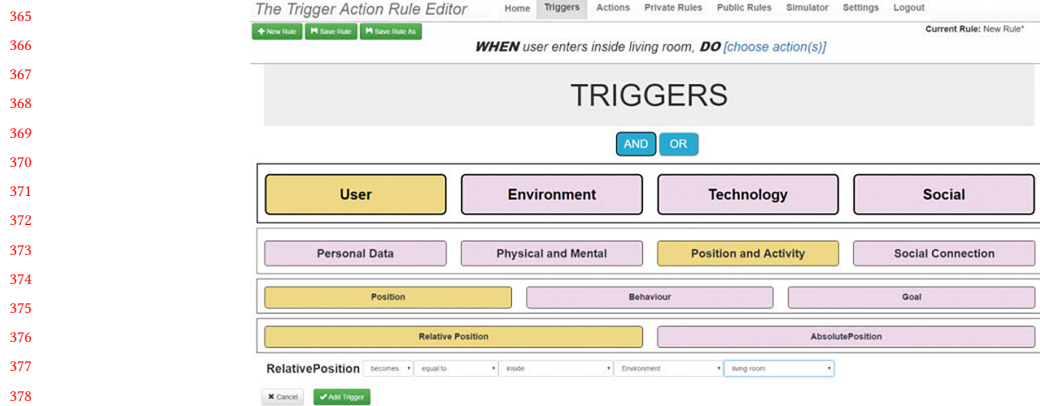 365
366
367
368
369
370
371
372
373
374
375
376
377
378
The Trigger Action Rule Editor
Home Triggers Actions Private Rules Public Rules Simulator Settings Logout
New Rule Save Rule Save Rule As
Current Rule: New Rule*
WHEN user enters inside living room, DO [choose action(s)]
TRIGGERS
AND OR
User Environment Technology Social
Personal Data Physical and Mental Position and Activity Social Connection
Position Behaviour Goal
Relative Position AbsolutePosition
RelativePosition becomes equal to inside Environment living room
Cancel Add Trigger